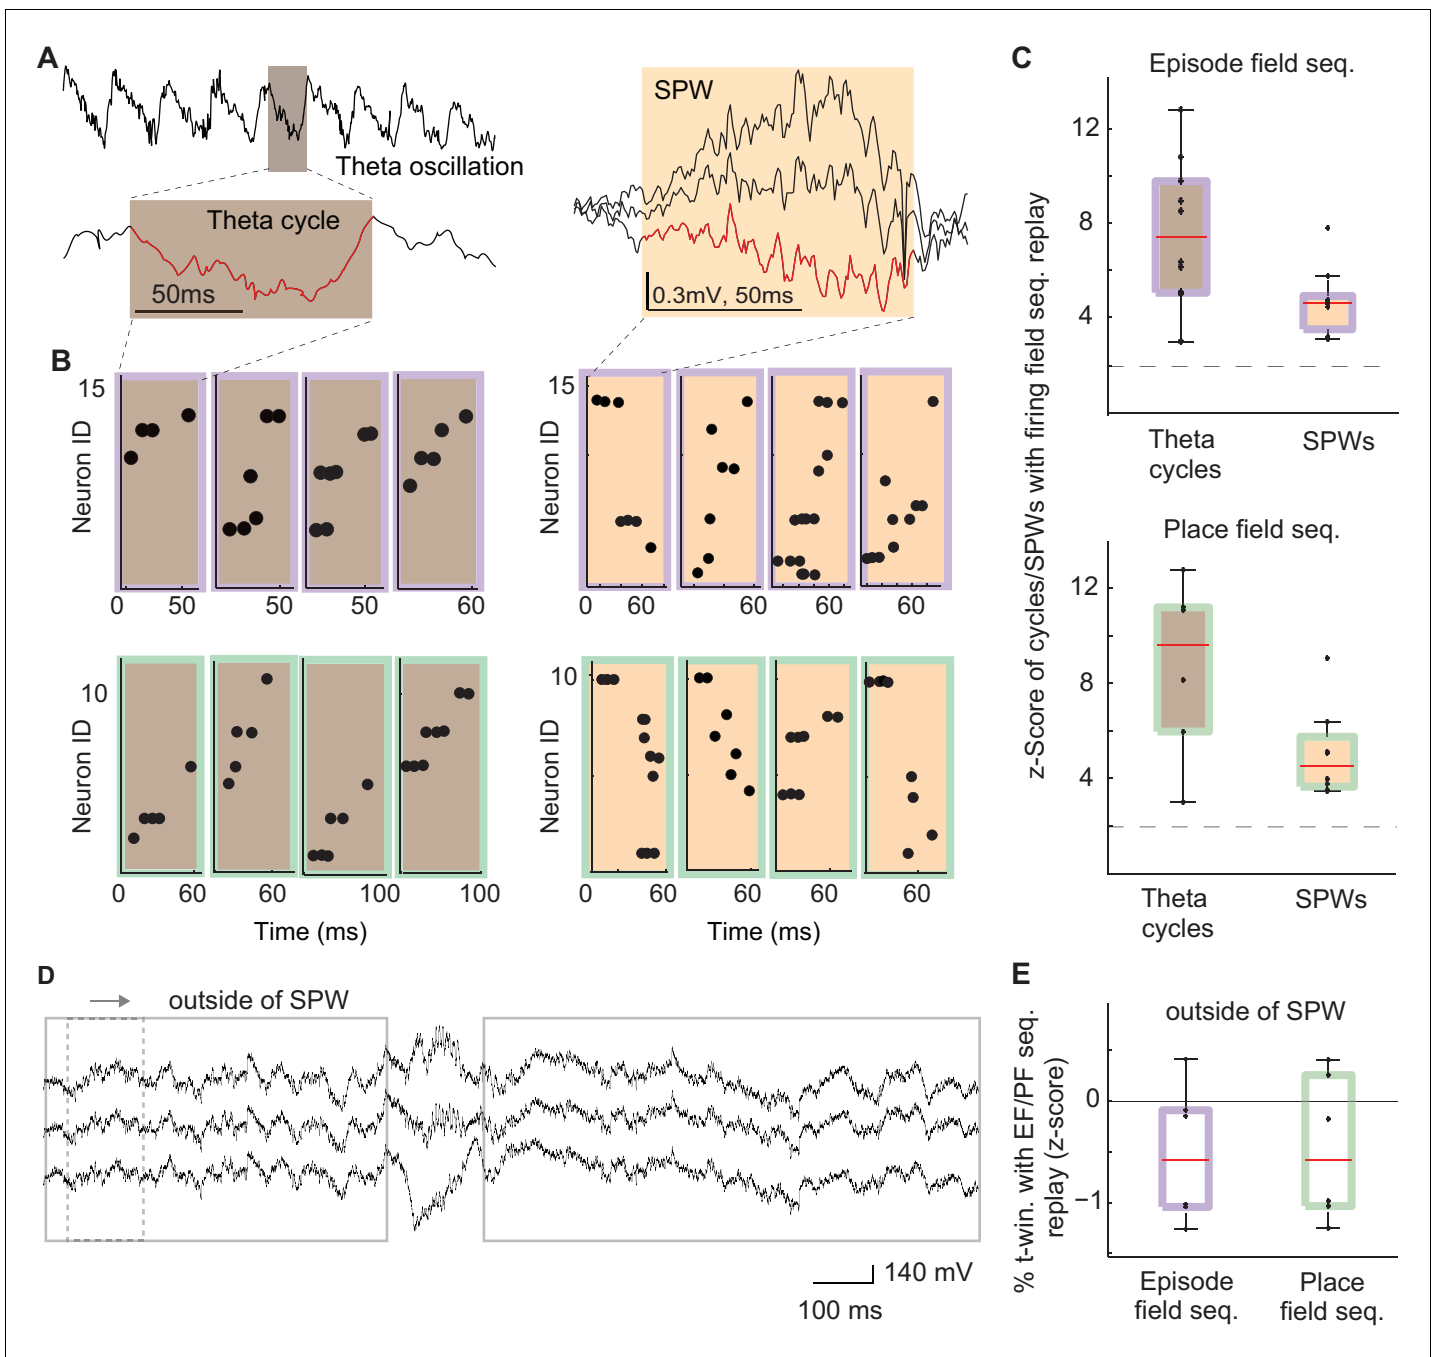 A
Theta oscillation
Theta cycle
50ms
SPW
0.3mV, 50ms
B
15
Neuron ID
0 50 50 50 60
15
Neuron ID
0 60 60 60 60
10
Neuron ID
0 60 60 100 100
Time (ms)
10
Neuron ID
0 60 60 60 60
Time (ms)
C
z-Score of cycles/SPWs with firing field seq. replay
Episode field seq.
12
8
4
Theta
cycles
SPWs
Place field seq.
12
8
4
Theta
cycles
SPWs
D
outside of SPW
140 mV
100 ms
E
% t-win. with EF/PF seq.
replay (z-score)
outside of SPW
0
−1
Episode
field seq.
Place
field seq.